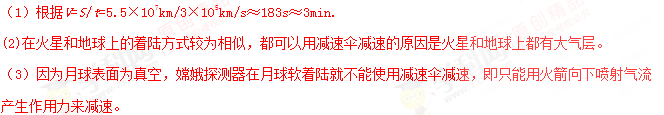 （1）根据V=S/t=5.5×10⁷km/3×10⁵km/s≈183s≈3min.
(2)在火星和地球上的着陆方式较为相似，都可以用减速伞减速的原因是火星和地球上都有大气层。
（3）因为月球表面为真空，嫦娥探测器在月球软着陆就不能使用减速伞减速，即只能用火箭向下喷射气流
产生作用力来减速。